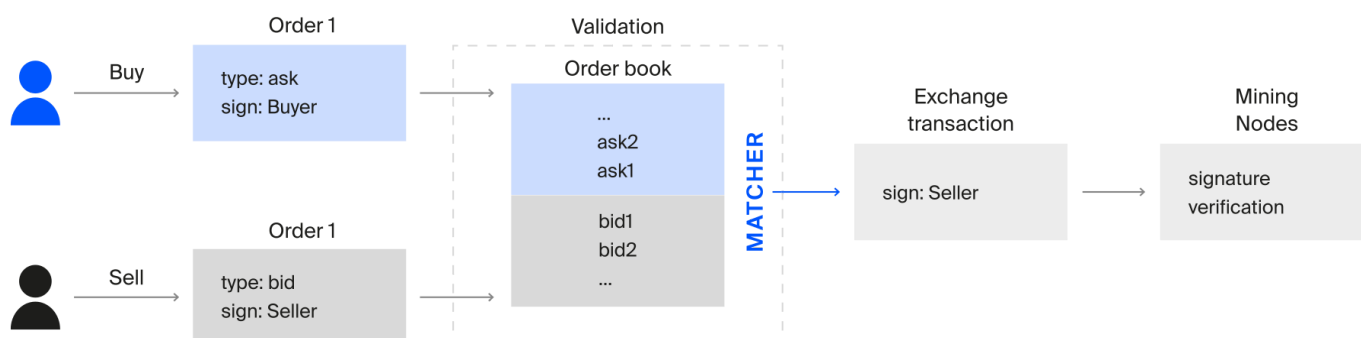 Order 1
Buy
type: ask
sign: Buyer
Order 1
Sell
type: bid
sign: Seller
Validation
Order book
...
ask2
ask1
bid1
bid2
...
MATCHER
Exchange
transaction
sign: Seller
Mining
Nodes
signature
verification